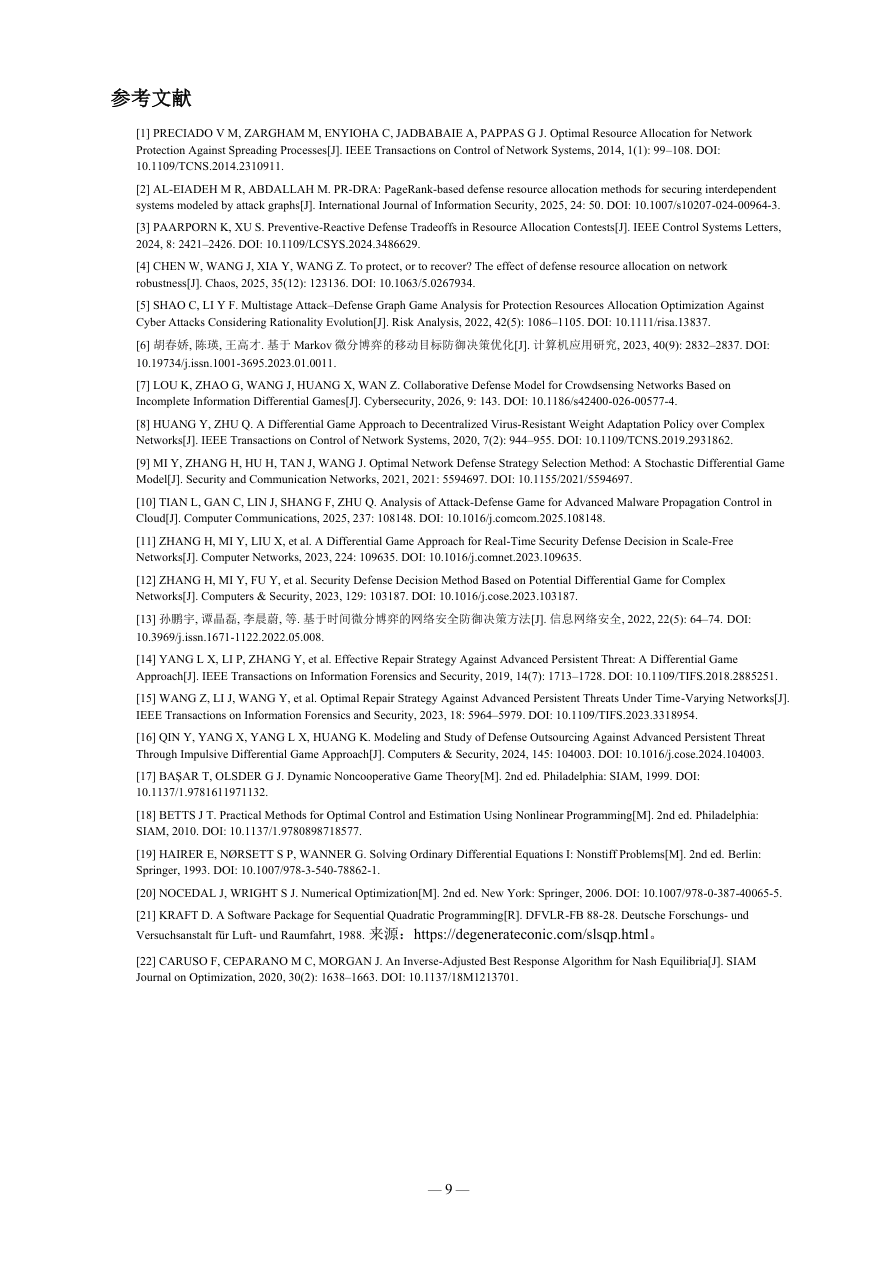 参考文献
[1] PRECIADO V M, ZARGHAM M, ENYIOHA C, JADBABAIE A, PAPPAS G J. Optimal Resource Allocation for Network
Protection Against Spreading Processes[J]. IEEE Transactions on Control of Network Systems, 2014, 1(1): 99–108. DOI:
10.1109/TCNS.2014.2310911.
[2] AL-EIADEH M R, ABDALLAH M. PR-DRA: PageRank-based defense resource allocation methods for securing interdependent
systems modeled by attack graphs[J]. International Journal of Information Security, 2025, 24: 50. DOI: 10.1007/s10207-024-00964-3.
[3] PAARPORN K, XU S. Preventive-Reactive Defense Tradeoffs in Resource Allocation Contests[J]. IEEE Control Systems Letters,
2024, 8: 2421–2426. DOI: 10.1109/LCSYS.2024.3486629.
[4] CHEN W, WANG J, XIA Y, WANG Z. To protect, or to recover? The effect of defense resource allocation on network
robustness[J]. Chaos, 2025, 35(12): 123136. DOI: 10.1063/5.0267934.
[5] SHAO C, LI Y F. Multistage Attack–Defense Graph Game Analysis for Protection Resources Allocation Optimization Against
Cyber Attacks Considering Rationality Evolution[J]. Risk Analysis, 2022, 42(5): 1086–1105. DOI: 10.1111/risa.13837.
[6] 胡春娇, 陈瑛, 王高才. 基于 Markov 微分博弈的移动目标防御决策优化[J]. 计算机应用研究, 2023, 40(9): 2832–2837. DOI:
10.19734/j.issn.1001-3695.2023.01.0011.
[7] LOU K, ZHAO G, WANG J, HUANG X, WAN Z. Collaborative Defense Model for Crowdsensing Networks Based on
Incomplete Information Differential Games[J]. Cybersecurity, 2026, 9: 143. DOI: 10.1186/s42400-026-00577-4.
[8] HUANG Y, ZHU Q. A Differential Game Approach to Decentralized Virus-Resistant Weight Adaptation Policy over Complex
Networks[J]. IEEE Transactions on Control of Network Systems, 2020, 7(2): 944–955. DOI: 10.1109/TCNS.2019.2931862.
[9] MI Y, ZHANG H, HU H, TAN J, WANG J. Optimal Network Defense Strategy Selection Method: A Stochastic Differential Game
Model[J]. Security and Communication Networks, 2021, 2021: 5594697. DOI: 10.1155/2021/5594697.
[10] TIAN L, GAN C, LIN J, SHANG F, ZHU Q. Analysis of Attack-Defense Game for Advanced Malware Propagation Control in
Cloud[J]. Computer Communications, 2025, 237: 108148. DOI: 10.1016/j.comcom.2025.108148.
[11] ZHANG H, MI Y, LIU X, et al. A Differential Game Approach for Real-Time Security Defense Decision in Scale-Free
Networks[J]. Computer Networks, 2023, 224: 109635. DOI: 10.1016/j.comnet.2023.109635.
[12] ZHANG H, MI Y, FU Y, et al. Security Defense Decision Method Based on Potential Differential Game for Complex
Networks[J]. Computers & Security, 2023, 129: 103187. DOI: 10.1016/j.cose.2023.103187.
[13] 孙鹏宇, 谭晶磊, 李晨蔚, 等. 基于时间微分博弈的网络安全防御决策方法[J]. 信息网络安全, 2022, 22(5): 64–74. DOI:
10.3969/j.issn.1671-1122.2022.05.008.
[14] YANG L X, LI P, ZHANG Y, et al. Effective Repair Strategy Against Advanced Persistent Threat: A Differential Game
Approach[J]. IEEE Transactions on Information Forensics and Security, 2019, 14(7): 1713–1728. DOI: 10.1109/TIFS.2018.2885251.
[15] WANG Z, LI J, WANG Y, et al. Optimal Repair Strategy Against Advanced Persistent Threats Under Time-Varying Networks[J].
IEEE Transactions on Information Forensics and Security, 2023, 18: 5964–5979. DOI: 10.1109/TIFS.2023.3318954.
[16] QIN Y, YANG X, YANG L X, HUANG K. Modeling and Study of Defense Outsourcing Against Advanced Persistent Threat
Through Impulsive Differential Game Approach[J]. Computers & Security, 2024, 145: 104003. DOI: 10.1016/j.cose.2024.104003.
[17] BAŞAR T, OLSDER G J. Dynamic Noncooperative Game Theory[M]. 2nd ed. Philadelphia: SIAM, 1999. DOI:
10.1137/1.9781611971132.
[18] BETTS J T. Practical Methods for Optimal Control and Estimation Using Nonlinear Programming[M]. 2nd ed. Philadelphia:
SIAM, 2010. DOI: 10.1137/1.9780898718577.
[19] HAIRER E, NØRSETT S P, WANNER G. Solving Ordinary Differential Equations I: Nonstiff Problems[M]. 2nd ed. Berlin:
Springer, 1993. DOI: 10.1007/978-3-540-78862-1.
[20] NOCEDAL J, WRIGHT S J. Numerical Optimization[M]. 2nd ed. New York: Springer, 2006. DOI: 10.1007/978-0-387-40065-5.
[21] KRAFT D. A Software Package for Sequential Quadratic Programming[R]. DFVLR-FB 88-28. Deutsche Forschungs- und
Versuchsanstalt für Luft- und Raumfahrt, 1988. 来源：https://degenerateconic.com/slsqp.html。
[22] CARUSO F, CEPARANO M C, MORGAN J. An Inverse-Adjusted Best Response Algorithm for Nash Equilibria[J]. SIAM
Journal on Optimization, 2020, 30(2): 1638–1663. DOI: 10.1137/18M1213701.
— 9 —